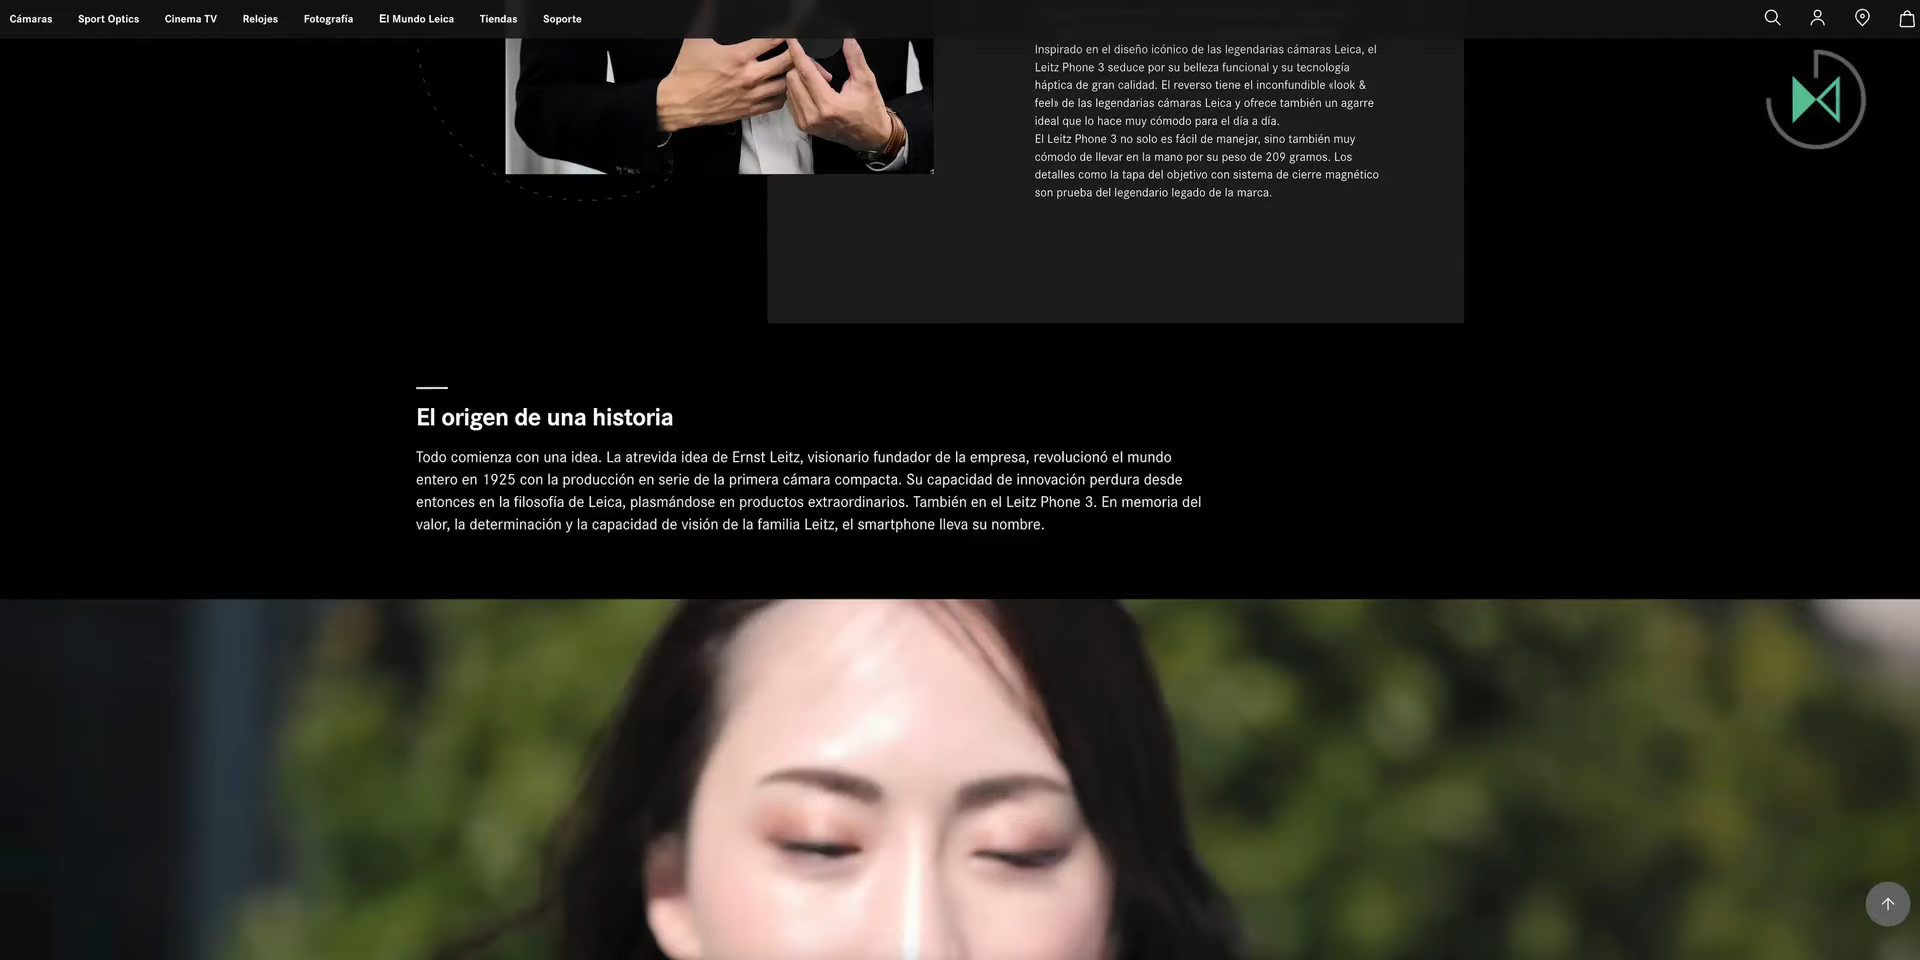 Cámaras
Sport Optics
Cinema TV
Relojes
Fotografía
El Mundo Leica
Tiendas
Soporte
Inspirado en el diseño icónico de las legendarias cámaras Leica, el
Leitz Phone 3 seduce por su belleza funcional y su tecnología
háptica de gran calidad. El reverso tiene el inconfundible «look &
feel» de las legendarias cámaras Leica y ofrece también un agarre
ideal que lo hace muy cómodo para el día a día.
El Leitz Phone 3 no solo es fácil de manejar, sino también muy
cómodo de llevar en la mano por su peso de 209 gramos. Los
detalles como la tapa del objetivo con sistema de cierre magnético
son prueba del legendario legado de la marca.
El origen de una historia
Todo comienza con una idea. La atrevida idea de Ernst Leitz, visionario fundador de la empresa, revolucionó el mundo
entero en 1925 con la producción en serie de la primera cámara compacta. Su capacidad de innovación perdura desde
entonces en la filosofía de Leica, plasmándose en productos extraordinarios. También en el Leitz Phone 3. En memoria del
valor, la determinación y la capacidad de visión de la familia Leitz, el smartphone lleva su nombre.